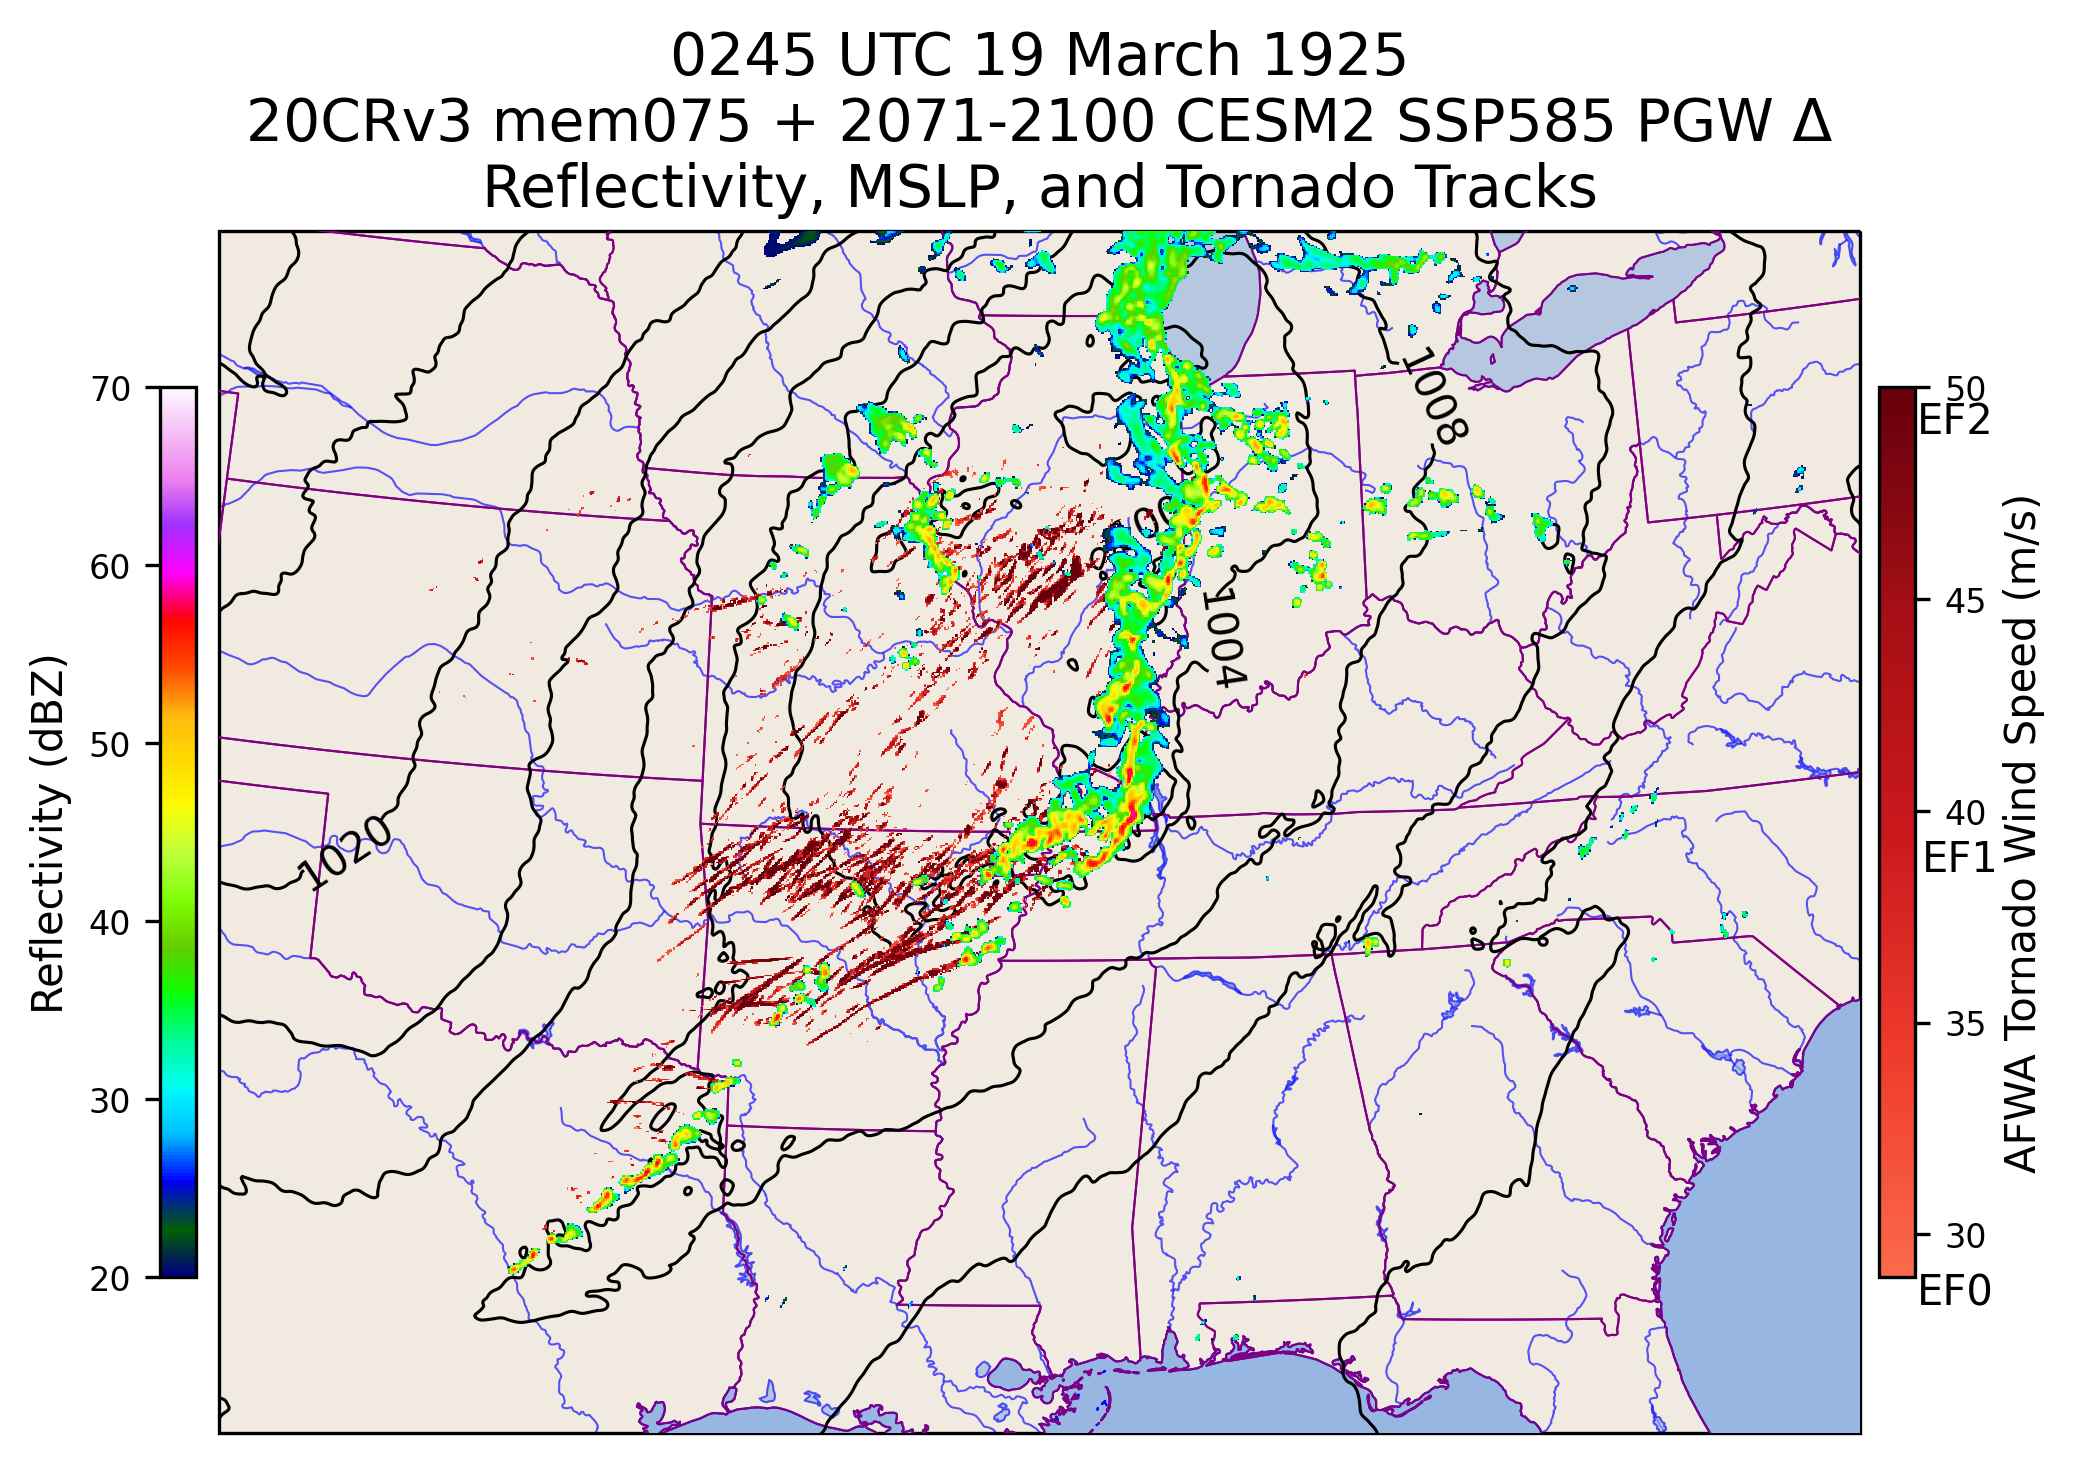 0245 UTC 19 March 1925
20CRv3 mem075 + 2071-2100 CESM2 SSP585 PGW Δ
Reflectivity, MSLP, and Tornado Tracks
Reflectivity (dBZ)
70
60
50
40
30
20
1008
1004
1020
50
EF2
45
40
EF1
35
30
EF0
AFWA Tornado Wind Speed (m/s)